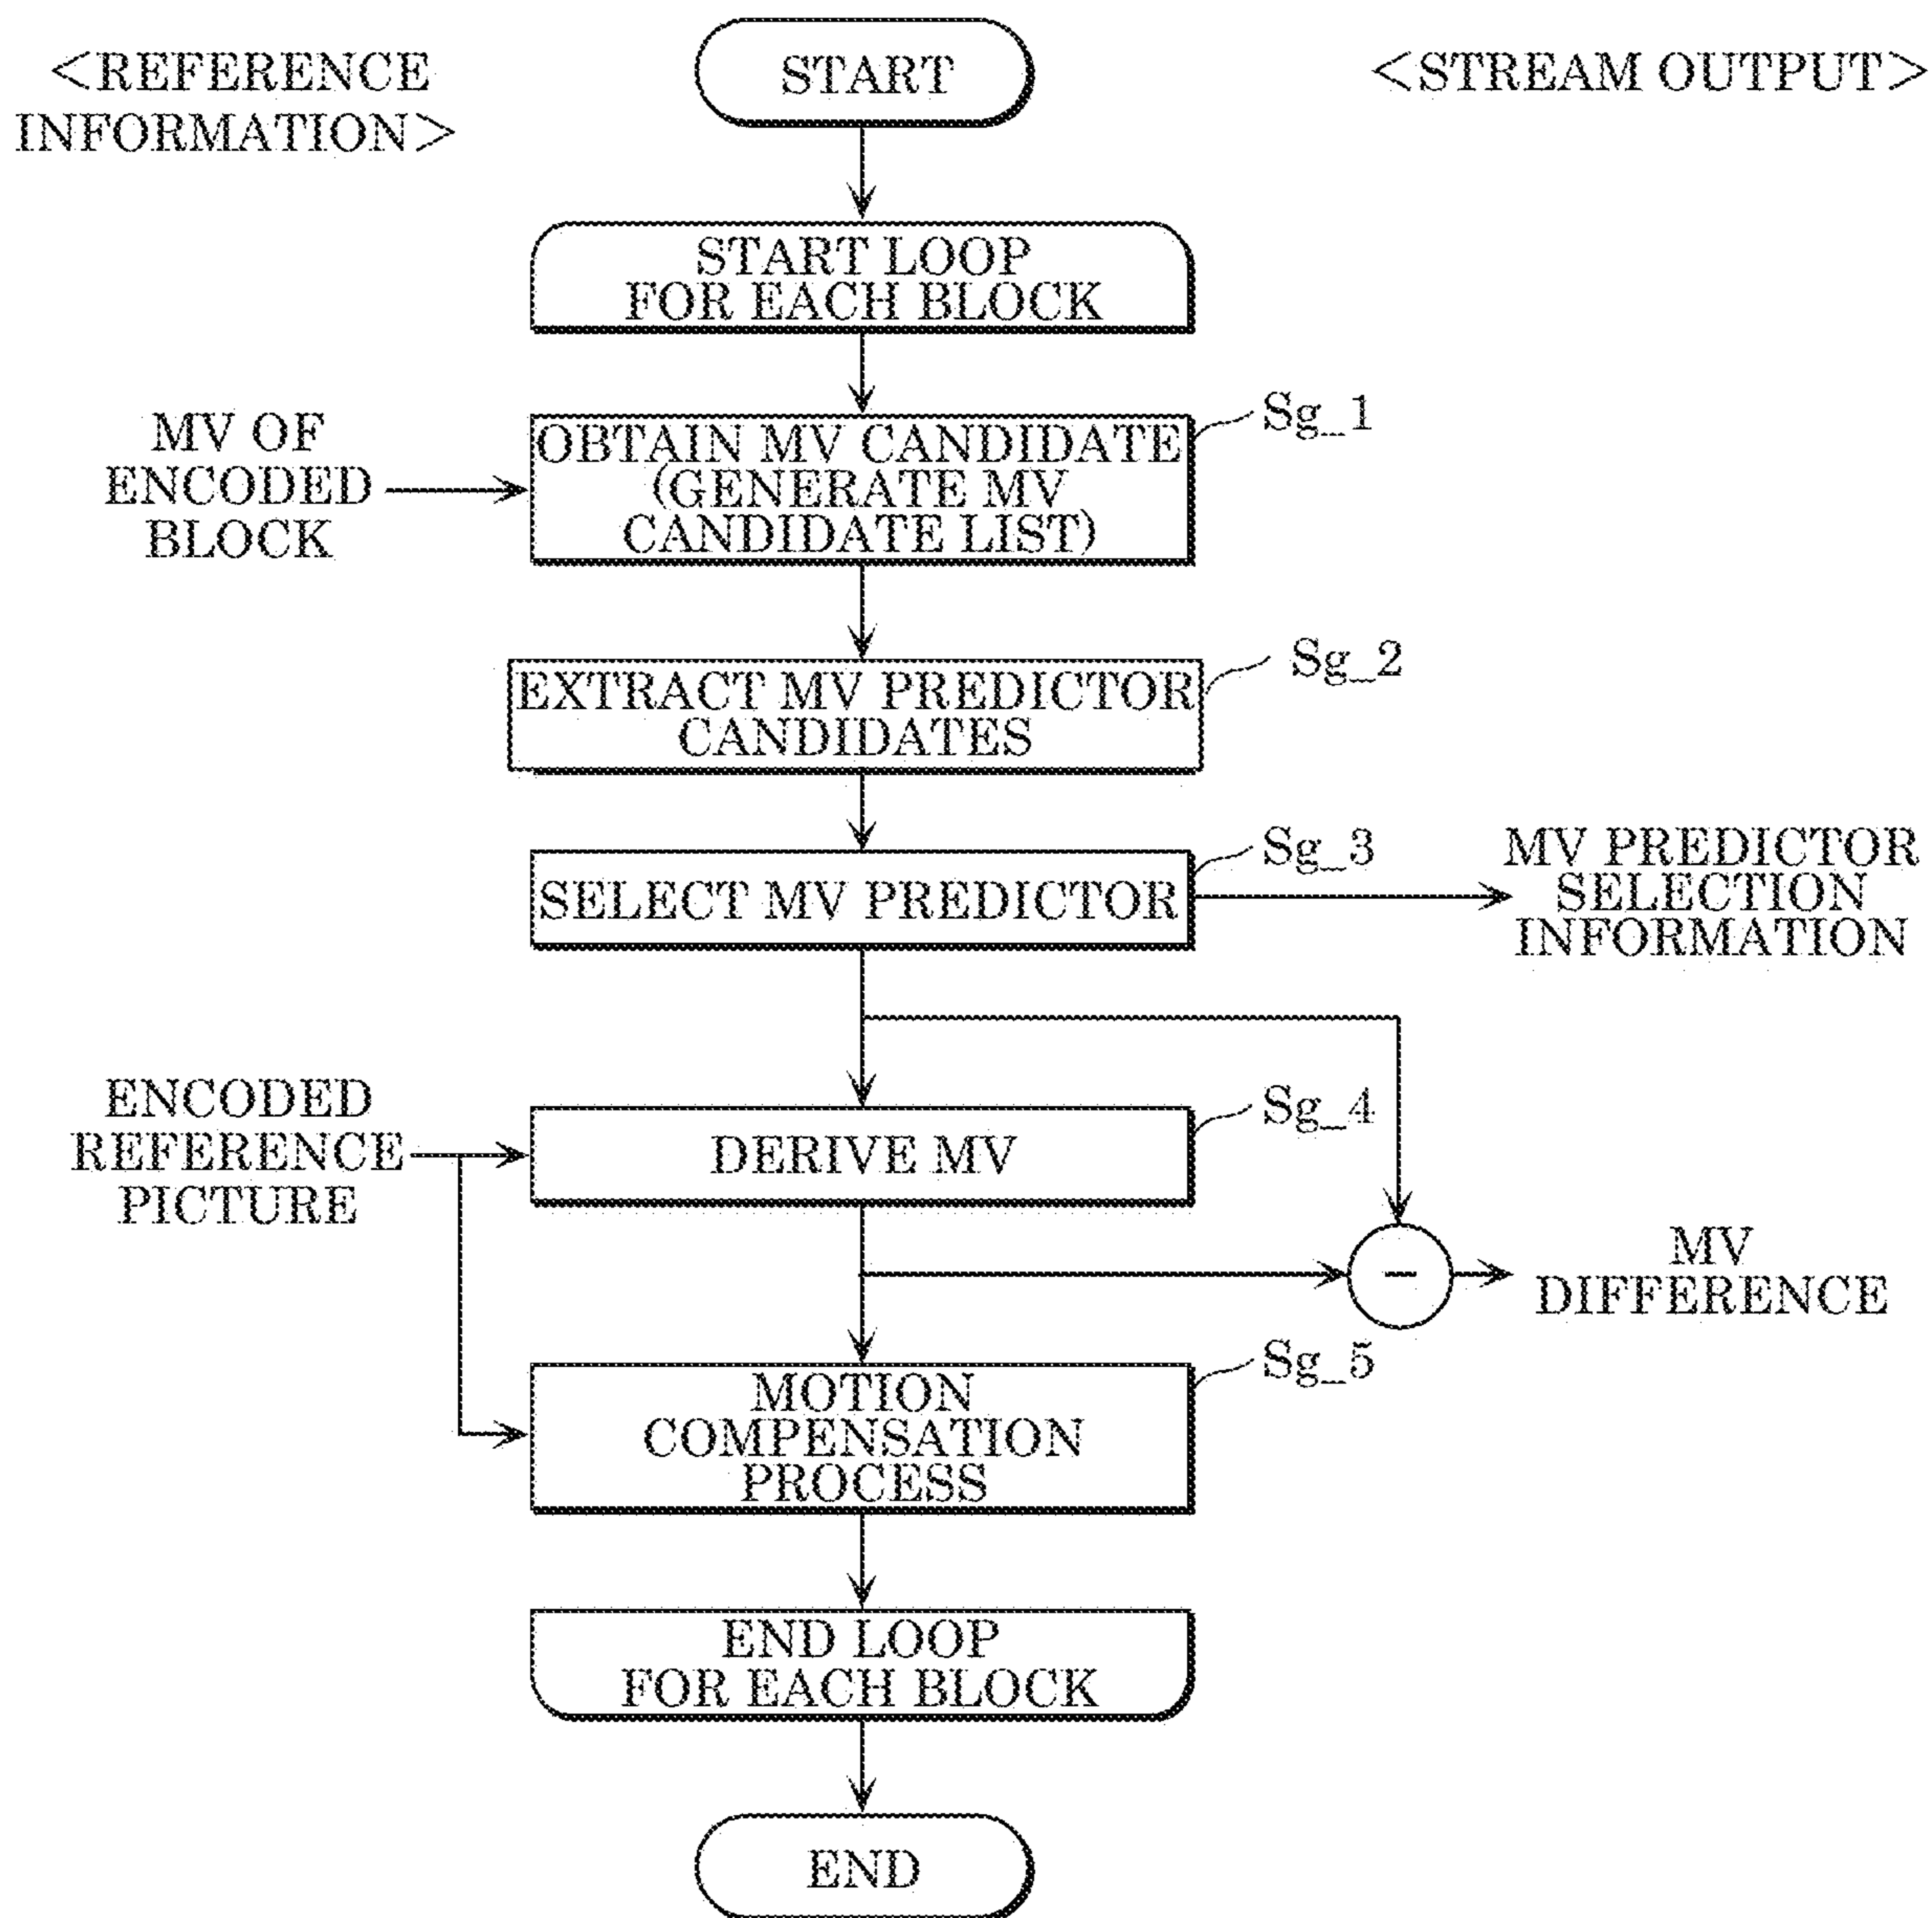 <REFERENCE
INFORMATION>
START
<STREAM OUTPUT>
START LOOP
FOR EACH BLOCK
MV OF
ENCODED
BLOCK
OBTAIN MV CANDIDATE
(GENERATE MV
CANDIDATE LIST)
Sg_1
EXTRACT MV PREDICTOR
CANDIDATES
Sg_2
SELECT MV PREDICTOR
Sg_3
MV PREDICTOR
SELECTION
INFORMATION
ENCODED
REFERENCE
PICTURE
DERIVE MV
Sg_4
−
MV
DIFFERENCE
MOTION
COMPENSATION
PROCESS
Sg_5
END LOOP
FOR EACH BLOCK
END